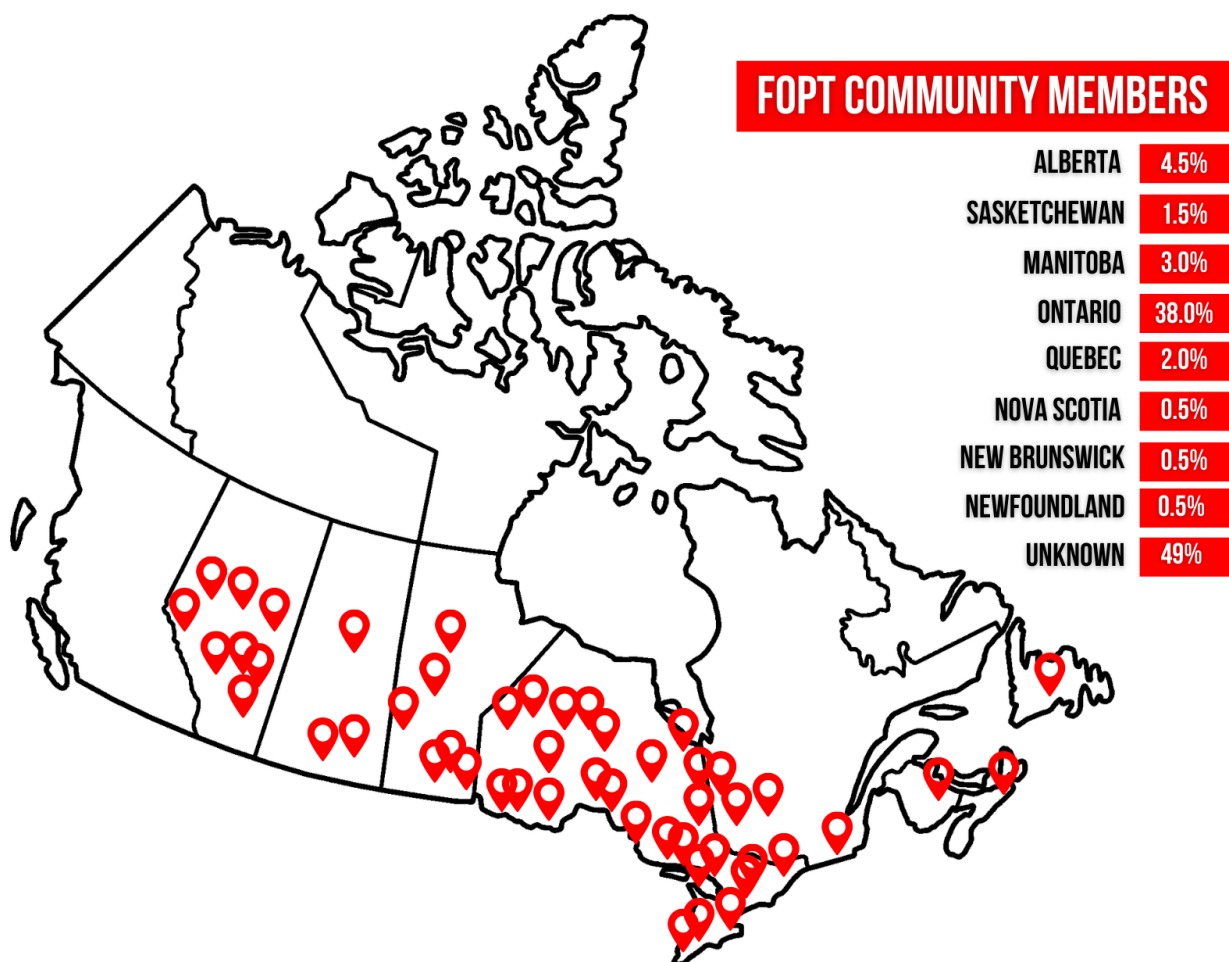 FOPT COMMUNITY MEMBERS
ALBERTA 4.5%
SASKETCHEWAN 1.5%
MANITOBA 3.0%
ONTARIO 38.0%
QUEBEC 2.0%
NOVA SCOTIA 0.5%
NEW BRUNSWICK 0.5%
NEWFOUNDLAND 0.5%
UNKNOWN 49%